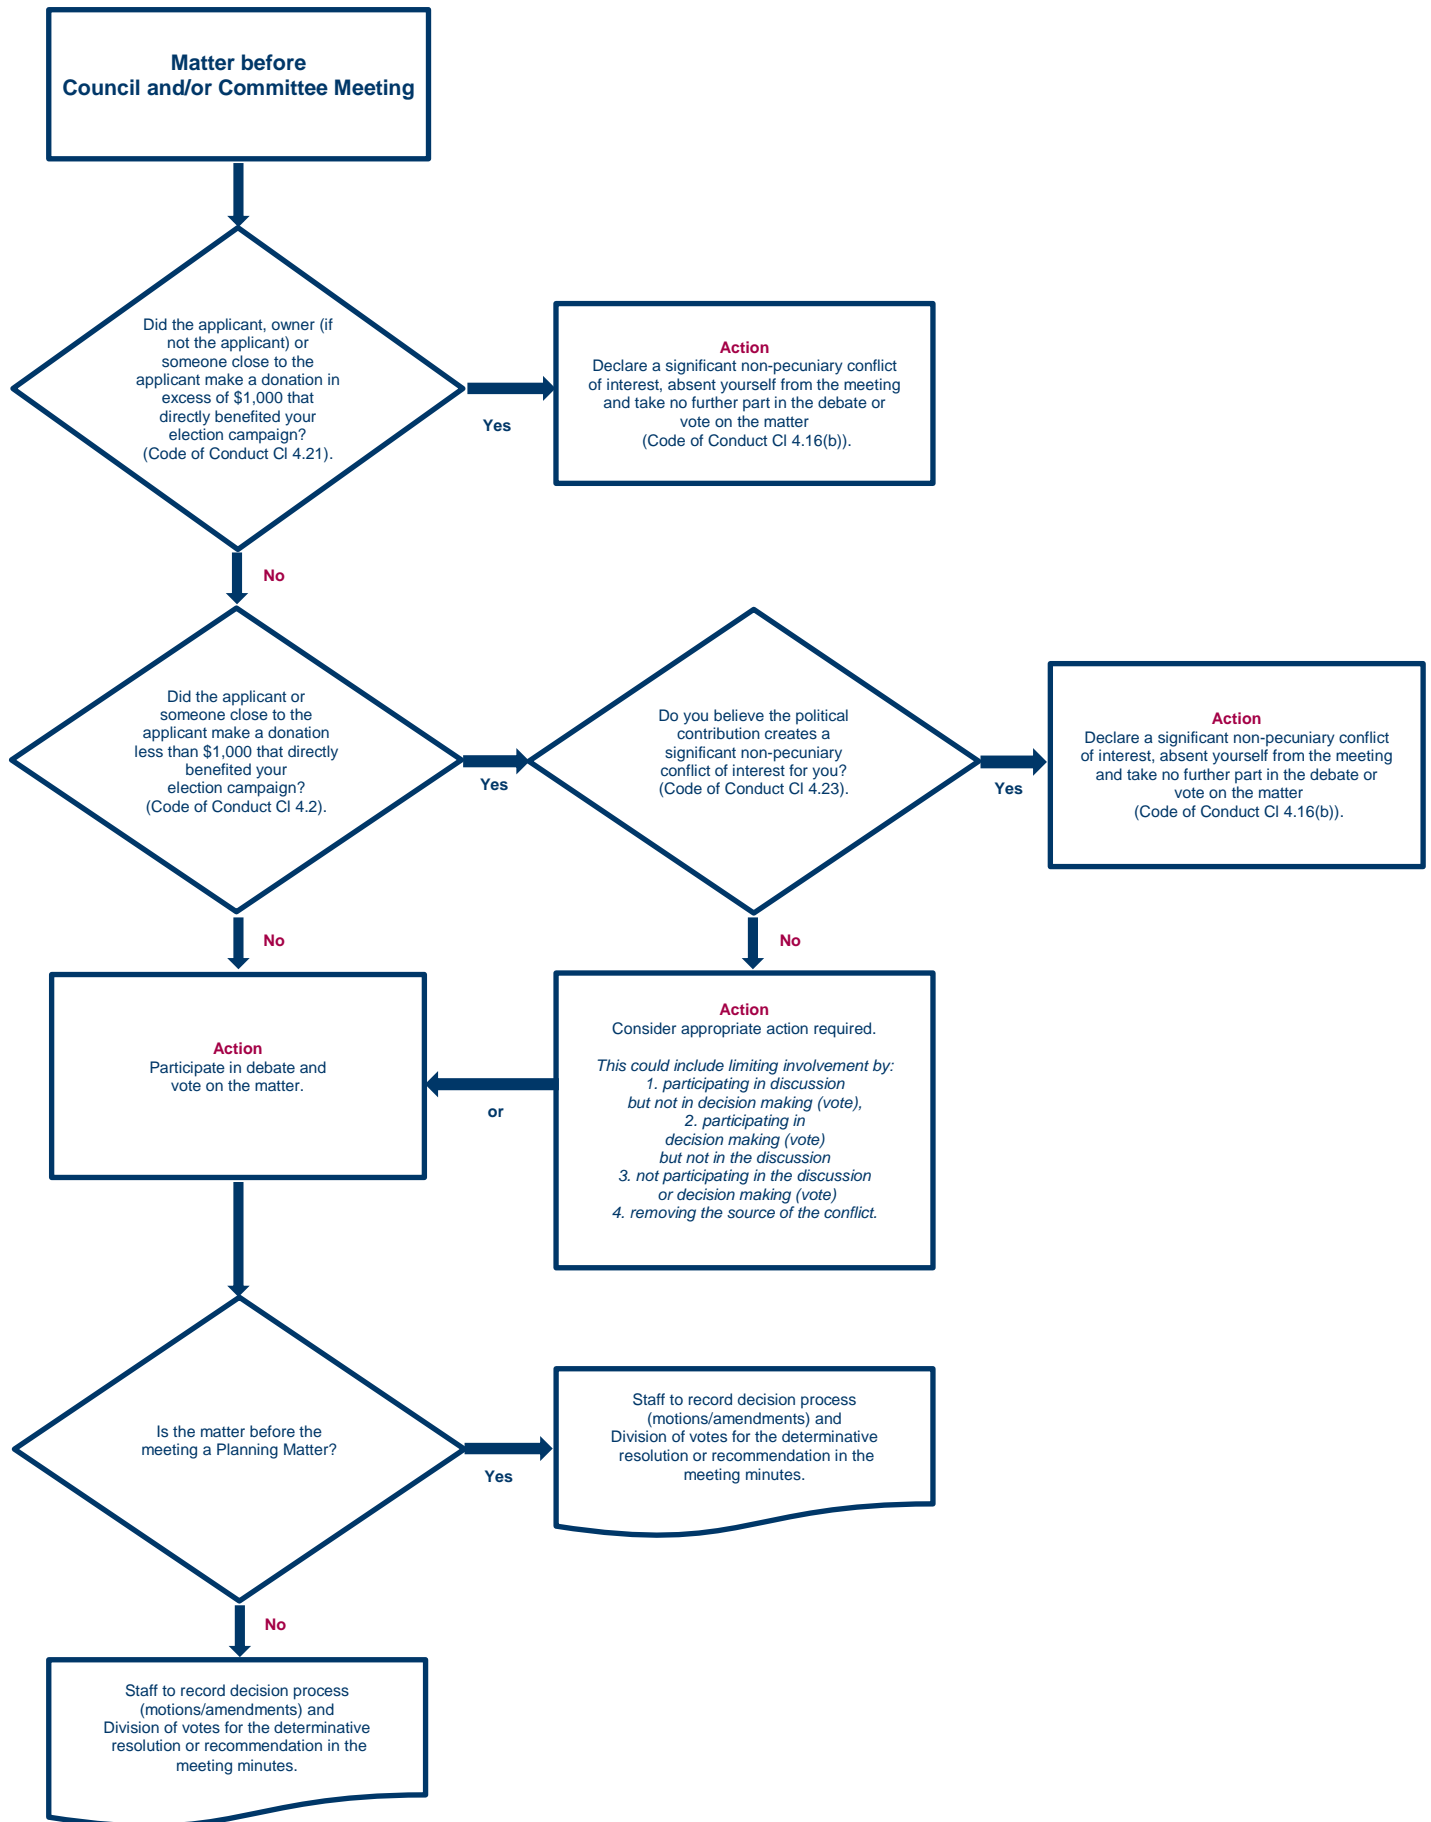 Matter before
Council and/or Committee Meeting
Did the applicant, owner (if
not the applicant) or
someone close to the
applicant make a donation in
excess of $1,000 that
directly benefited your
election campaign?
(Code of Conduct Cl 4.21).
Yes
Action
Declare a significant non-pecuniary conflict
of interest, absent yourself from the meeting
and take no further part in the debate or
vote on the matter
(Code of Conduct Cl 4.16(b)).
No
Did the applicant or
someone close to the
applicant make a donation
less than $1,000 that directly
benefited your
election campaign?
(Code of Conduct Cl 4.2).
Yes
Do you believe the political
contribution creates a
significant non-pecuniary
conflict of interest for you?
(Code of Conduct Cl 4.23).
Yes
Action
Declare a significant non-pecuniary conflict
of interest, absent yourself from the meeting
and take no further part in the debate or
vote on the matter
(Code of Conduct Cl 4.16(b)).
No
No
Action
Participate in debate and
vote on the matter.
or
Action
Consider appropriate action required.
This could include limiting involvement by:
1. participating in discussion
but not in decision making (vote),
2. participating in
decision making (vote)
but not in the discussion
3. not participating in the discussion
or decision making (vote)
4. removing the source of the conflict.
Is the matter before the
meeting a Planning Matter?
Yes
Staff to record decision process
(motions/amendments) and
Division of votes for the determinative
resolution or recommendation in the
meeting minutes.
No
Staff to record decision process
(motions/amendments) and
Division of votes for the determinative
resolution or recommendation in the
meeting minutes.